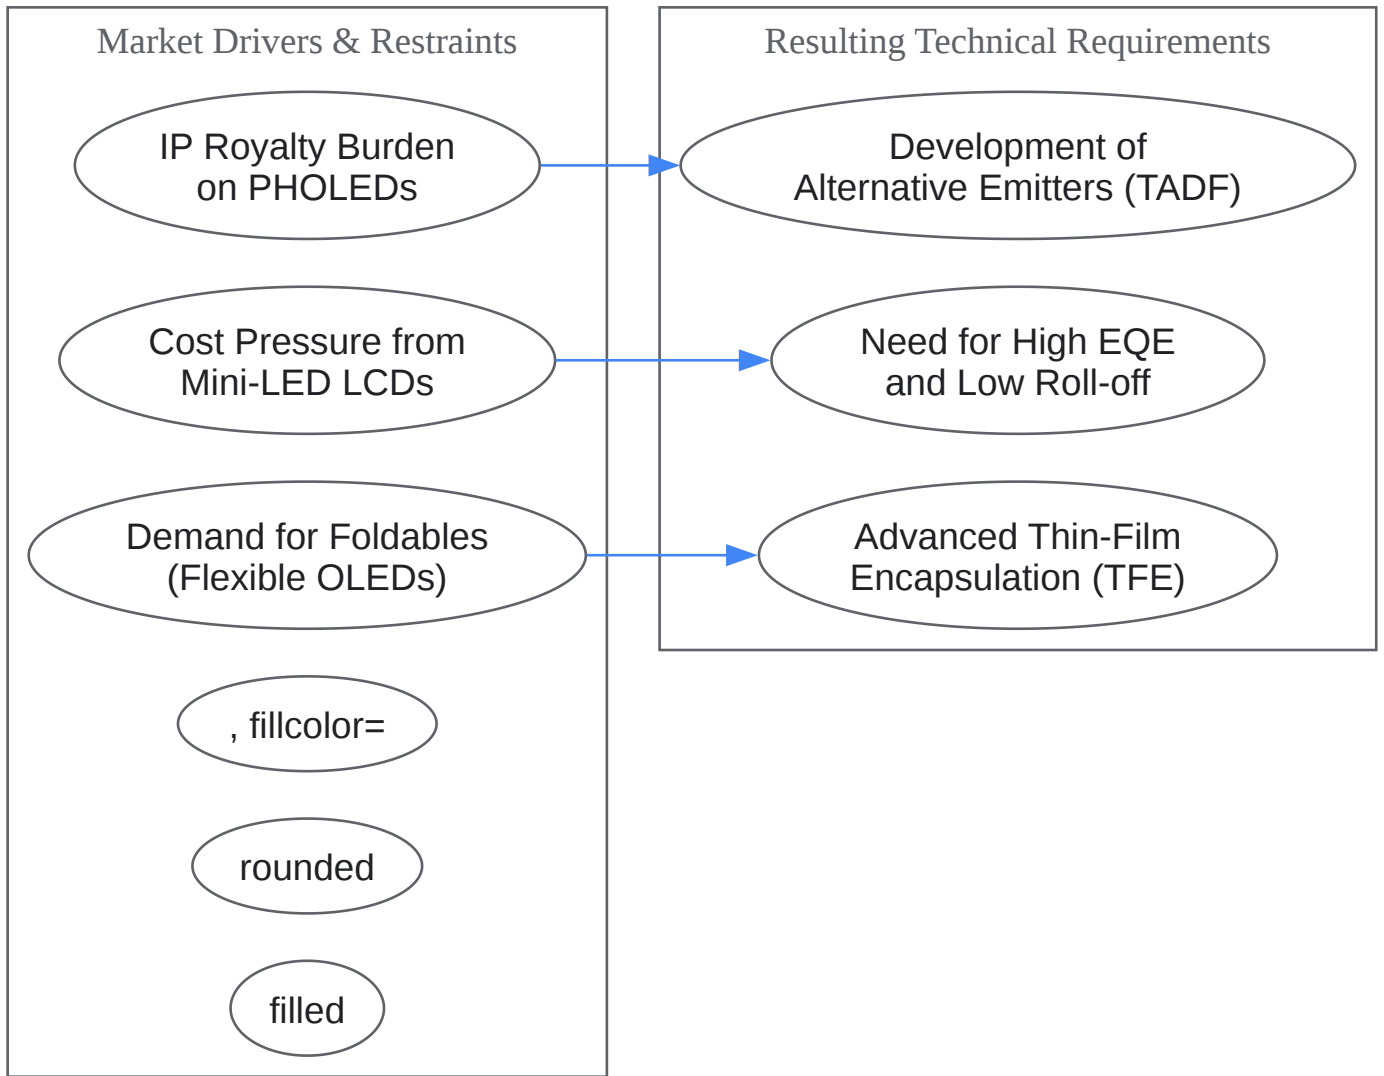 Market Drivers & Restraints
IP Royalty Burden
on PHOLEDs
Cost Pressure from
Mini-LED LCDs
Demand for Foldables
(Flexible OLEDs)
, fillcolor=
rounded
filled
Resulting Technical Requirements
Development of
Alternative Emitters (TADF)
Need for High EQE
and Low Roll-off
Advanced Thin-Film
Encapsulation (TFE)